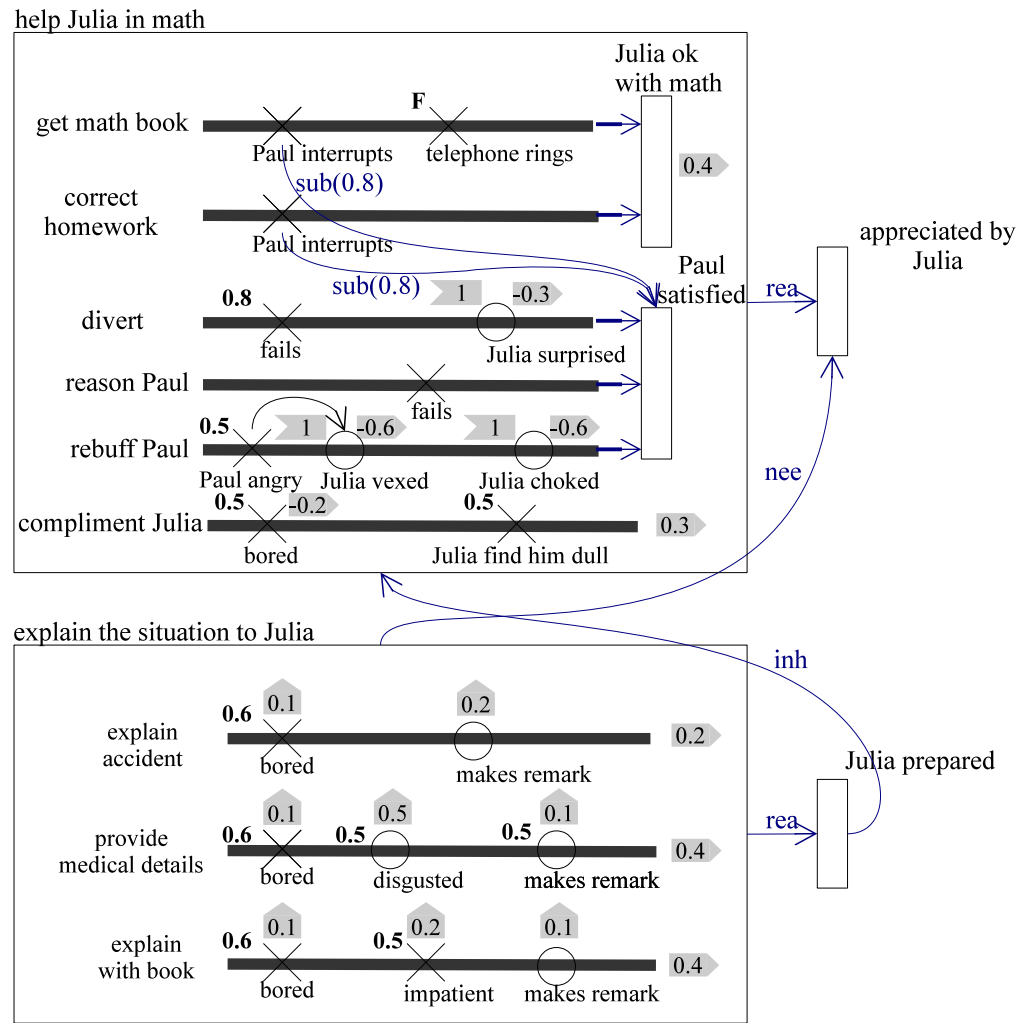 help Julia in math
Julia ok
with math
get math book
F
Paul interrupts
telephone rings
0.4
sub(0.8)
correct
homework
Paul interrupts
sub(0.8)
Paul
satisfied
rea
appreciated by
Julia
divert
0.8
fails
1
-0.3
Julia surprised
reason Paul
fails
rebuff Paul
0.5
Paul angry
1
-0.6
Julia vexed
1
-0.6
Julia choked
nee
compliment Julia
0.5
-0.2
bored
0.5
Julia find him dull
0.3
explain the situation to Julia
inh
explain
accident
0.6
0.1
bored
0.2
makes remark
0.2
Julia prepared
rea
provide
medical details
0.6
0.1
bored
0.5
0.5
disgusted
0.5
0.1
makes remark
0.4
explain
with book
0.6
0.1
bored
0.5
0.2
impatient
0.1
makes remark
0.4